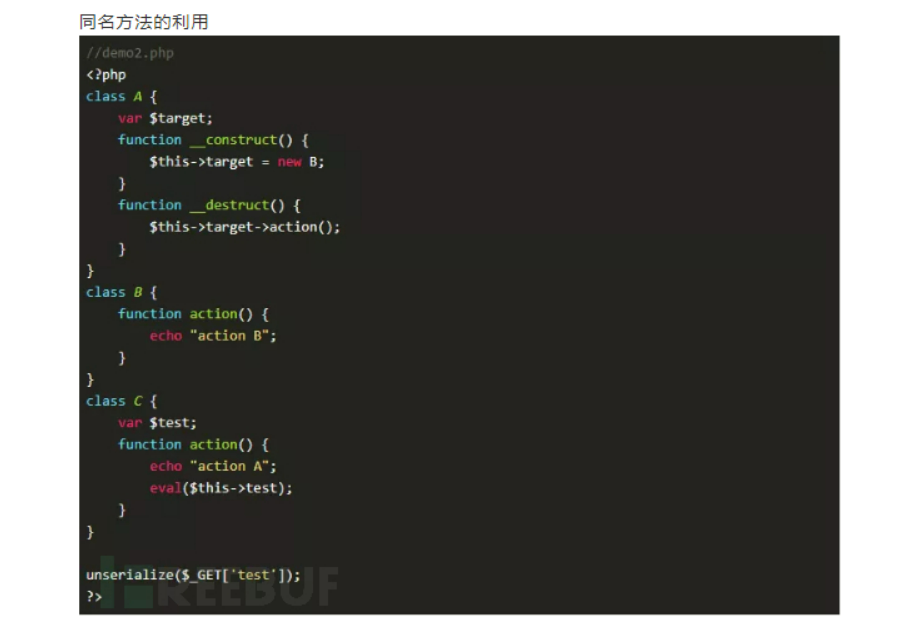 同名方法的利用
//demo2.php
<?php
class A {
    var $target;
    function __construct() {
        $this->target = new B;
    }
    function __destruct() {
        $this->target->action();
    }
}
class B {
    function action() {
        echo "action B";
    }
}
class C {
    var $test;
    function action() {
        echo "action A";
        eval($this->test);
    }
}
unserialize($_GET['test']);
?>
REEBUF